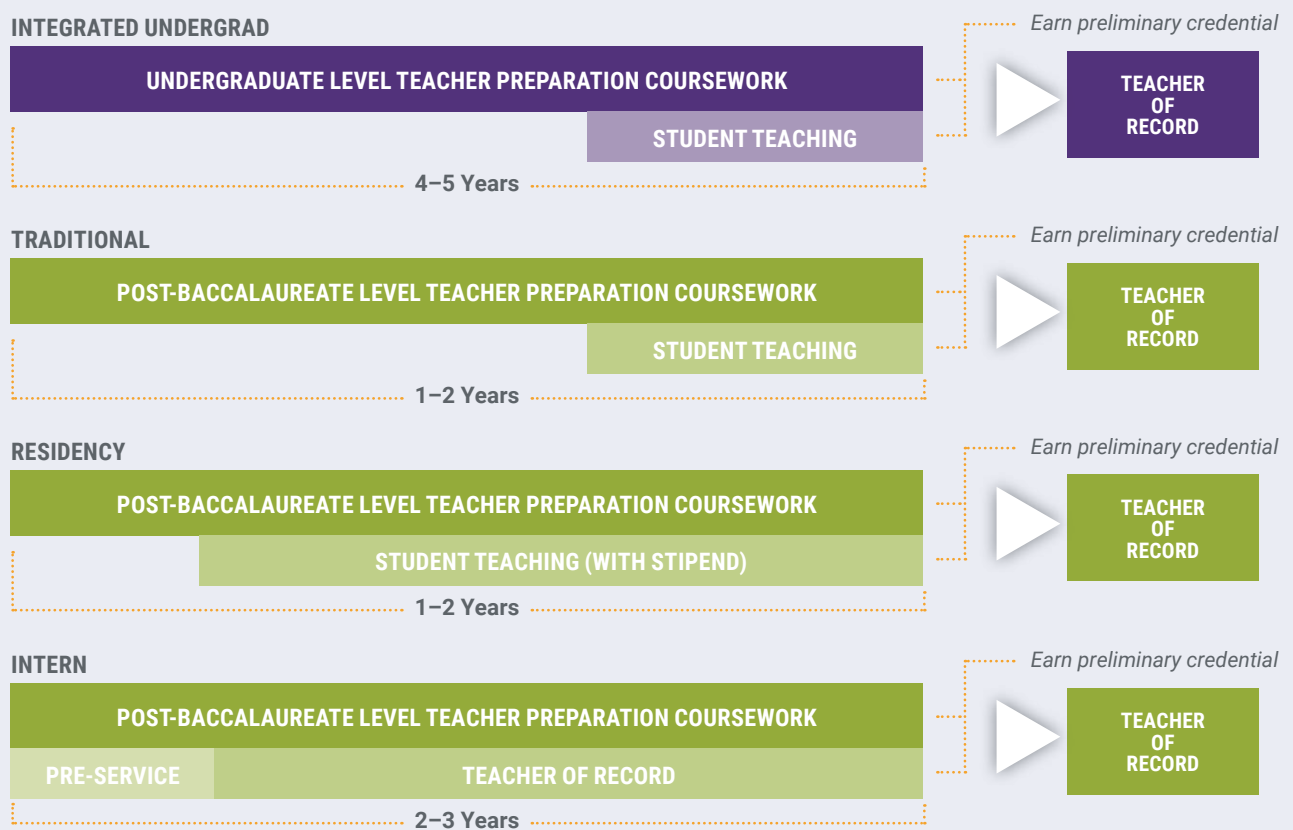 INTEGRATED UNDERGRAD
Earn preliminary credential
UNDERGRADUATE LEVEL TEACHER PREPARATION COURSEWORK
STUDENT TEACHING
TEACHER
OF
RECORD
4–5 Years
TRADITIONAL
Earn preliminary credential
POST-BACCALAUREATE LEVEL TEACHER PREPARATION COURSEWORK
STUDENT TEACHING
TEACHER
OF
RECORD
1–2 Years
RESIDENCY
Earn preliminary credential
POST-BACCALAUREATE LEVEL TEACHER PREPARATION COURSEWORK
STUDENT TEACHING (WITH STIPEND)
TEACHER
OF
RECORD
1–2 Years
INTERN
Earn preliminary credential
POST-BACCALAUREATE LEVEL TEACHER PREPARATION COURSEWORK
PRE-SERVICE
TEACHER OF RECORD
TEACHER
OF
RECORD
2–3 Years